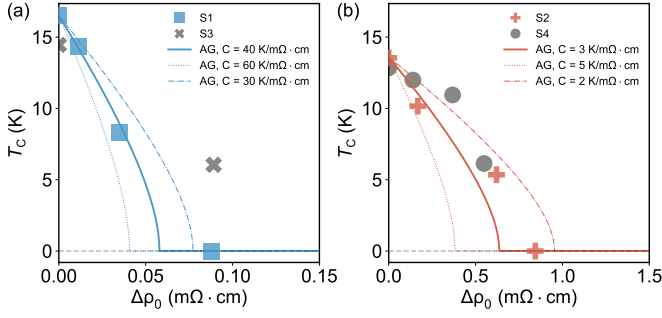 (a)
S1
S3
AG, C = 40 K/mΩ · cm
AG, C = 60 K/mΩ · cm
AG, C = 30 K/mΩ · cm
15
10
5
0
T_C (K)
0.00
0.05
0.10
0.15
Δρ₀ (mΩ · cm)
(b)
S2
S4
AG, C = 3 K/mΩ · cm
AG, C = 5 K/mΩ · cm
AG, C = 2 K/mΩ · cm
15
10
5
0
T_C (K)
0.0
0.5
1.0
1.5
Δρ₀ (mΩ · cm)